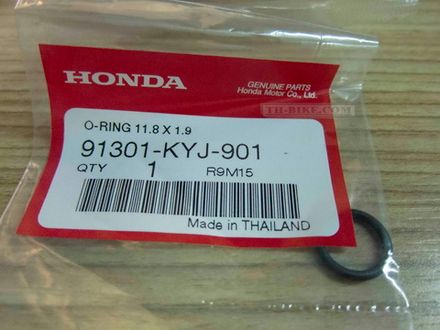 HONDA
GENUINE PARTS
Honda Motor Co., Ltd.
TH-BIKE.COM
O-RING 11.8 X 1.9
91301-KYJ-901
QTY 1 R9M15
Made in THAILAND